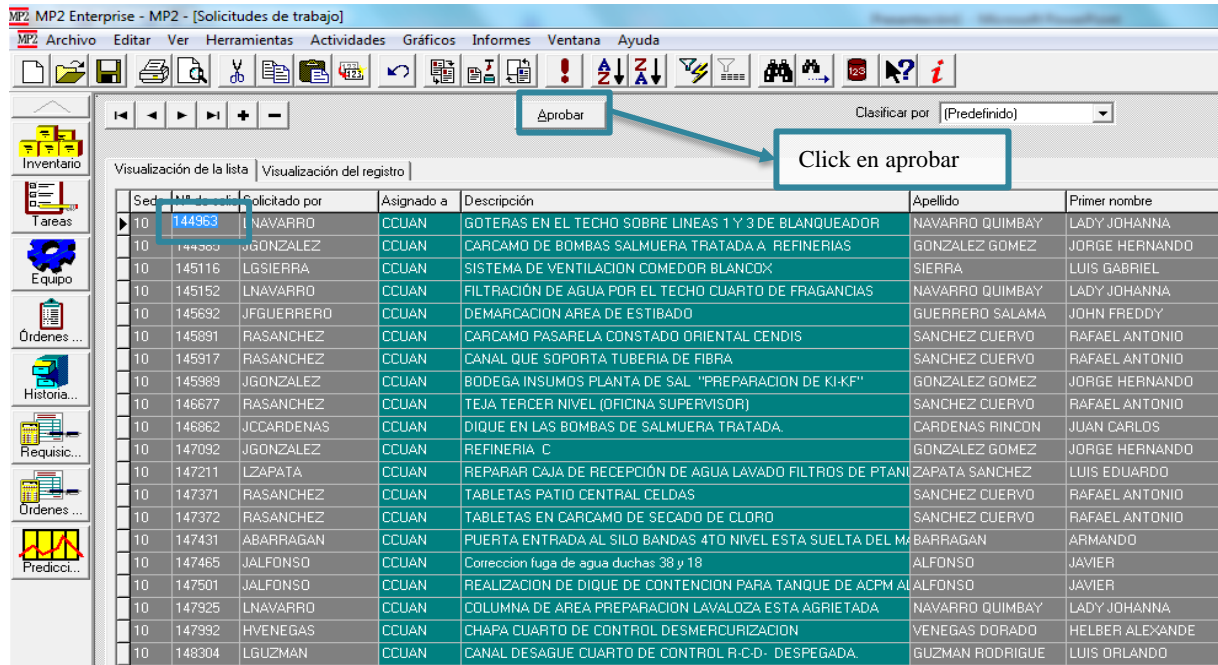 MP2 MP2 Enterprise - MP2 - [Solicitudes de trabajo]
MP2 Archivo Editar Ver Herramientas Actividades Gráficos Informes Ventana Ayuda
Aprobar Clasificar por (Predefinido)
Click en aprobar
Inventario
Tareas
Equipo
Órdenes ...
Historia...
Requisic...
Órdenes ...
Predicci...
Visualización de la lista Visualización del registro
Sede Nº de solic Solicitado por Asignado a Descripción Apellido Primer nombre
10 144963 LNAVARRO CCUAN GOTERAS EN EL TECHO SOBRE LINEAS 1 Y 3 DE BLANQUEADOR NAVARRO QUIMBAY LADY JOHANNA
10 144965 JGONZALEZ CCUAN CARCAMO DE BOMBAS SALMUERA TRATADA A REFINERIAS GONZALEZ GOMEZ JORGE HERNANDO
10 145116 LGSIERRA CCUAN SISTEMA DE VENTILACION COMEDOR BLANCOX SIERRA LUIS GABRIEL
10 145152 LNAVARRO CCUAN FILTRACIÓN DE AGUA POR EL TECHO CUARTO DE FRAGANCIAS NAVARRO QUIMBAY LADY JOHANNA
10 145692 JFGUERRERO CCUAN DEMARCACION AREA DE ESTIBADO GUERRERO SALAMA JOHN FREDDY
10 145891 RASANCHEZ CCUAN CARCAMO PASARELA CONSTADO ORIENTAL CENDIS SANCHEZ CUERVO RAFAEL ANTONIO
10 145917 RASANCHEZ CCUAN CANAL QUE SOPORTA TUBERIA DE FIBRA SANCHEZ CUERVO RAFAEL ANTONIO
10 145989 JGONZALEZ CCUAN BODEGA INSUMOS PLANTA DE SAL "PREPARACION DE KI-KF" GONZALEZ GOMEZ JORGE HERNANDO
10 146677 RASANCHEZ CCUAN TEJA TERCER NIVEL (OFICINA SUPERVISOR) SANCHEZ CUERVO RAFAEL ANTONIO
10 146862 JCCARDENAS CCUAN DIQUE EN LAS BOMBAS DE SALMUERA TRATADA. CARDENAS RINCON JUAN CARLOS
10 147092 JGONZALEZ CCUAN REFINERIA C GONZALEZ GOMEZ JORGE HERNANDO
10 147211 LZAPATA CCUAN REPARAR CAJA DE RECEPCIÓN DE AGUA LAVADO FILTROS DE PTANI ZAPATA SANCHEZ LUIS EDUARDO
10 147371 RASANCHEZ CCUAN TABLETAS PATIO CENTRAL CELDAS SANCHEZ CUERVO RAFAEL ANTONIO
10 147372 RASANCHEZ CCUAN TABLETAS EN CARCAMO DE SECADO DE CLORO SANCHEZ CUERVO RAFAEL ANTONIO
10 147431 ABARRAGAN CCUAN PUERTA ENTRADA AL SILO BANDAS 4TO NIVEL ESTA SUELTA DEL MA BARRAGAN ARMANDO
10 147465 JALFONSO CCUAN Correccion fuga de agua duchas 38 y 18 ALFONSO JAVIER
10 147501 JALFONSO CCUAN REALIZACION DE DIQUE DE CONTENCION PARA TANQUE DE ACPM AL ALFONSO JAVIER
10 147925 LNAVARRO CCUAN COLUMNA DE AREA PREPARACION LAVALOZA ESTA AGRIETADA NAVARRO QUIMBAY LADY JOHANNA
10 147992 HVENEGAS CCUAN CHAPA CUARTO DE CONTROL DESMERCURIZACION VENEGAS DORADO HELBER ALEXANDE
10 148304 LGUZMAN CCUAN CANAL DESAGUE CUARTO DE CONTROL R-C-D- DESPEGADA. GUZMAN RODRIGUE LUIS ORLANDO